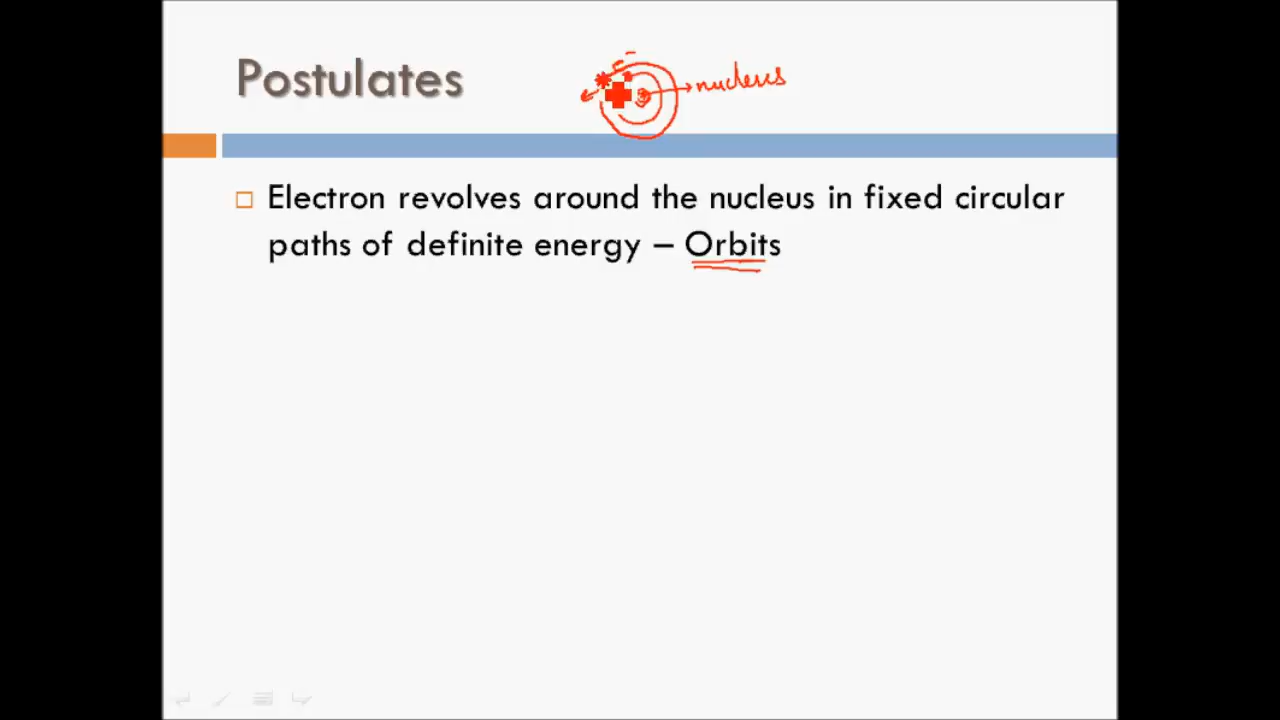 Postulates
nucleus
Electron revolves around the nucleus in fixed circular
paths of definite energy – Orbits